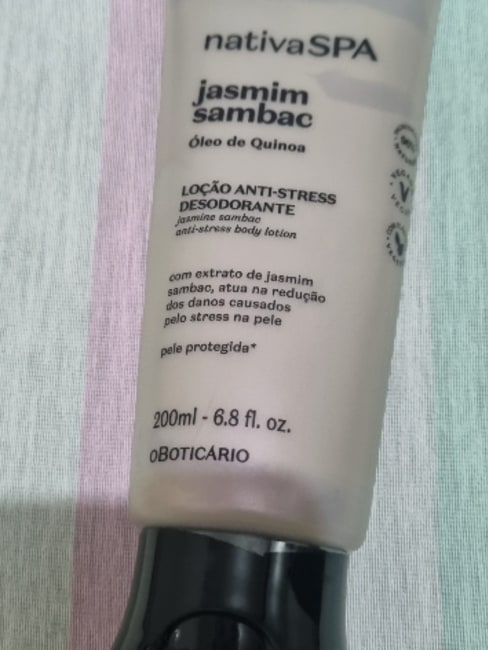 nativaSPA
jasmim
sambac
Óleo de Quinoa
LOÇÃO ANTI-STRESS
DESODORANTE
jasmine sambac
anti-stress body lotion
com extrato de jasmim
sambac, atua na redução
dos danos causados
pelo stress na pele
pele protegida*
200ml - 6.8 fl. oz.
oBOTICÁRIO